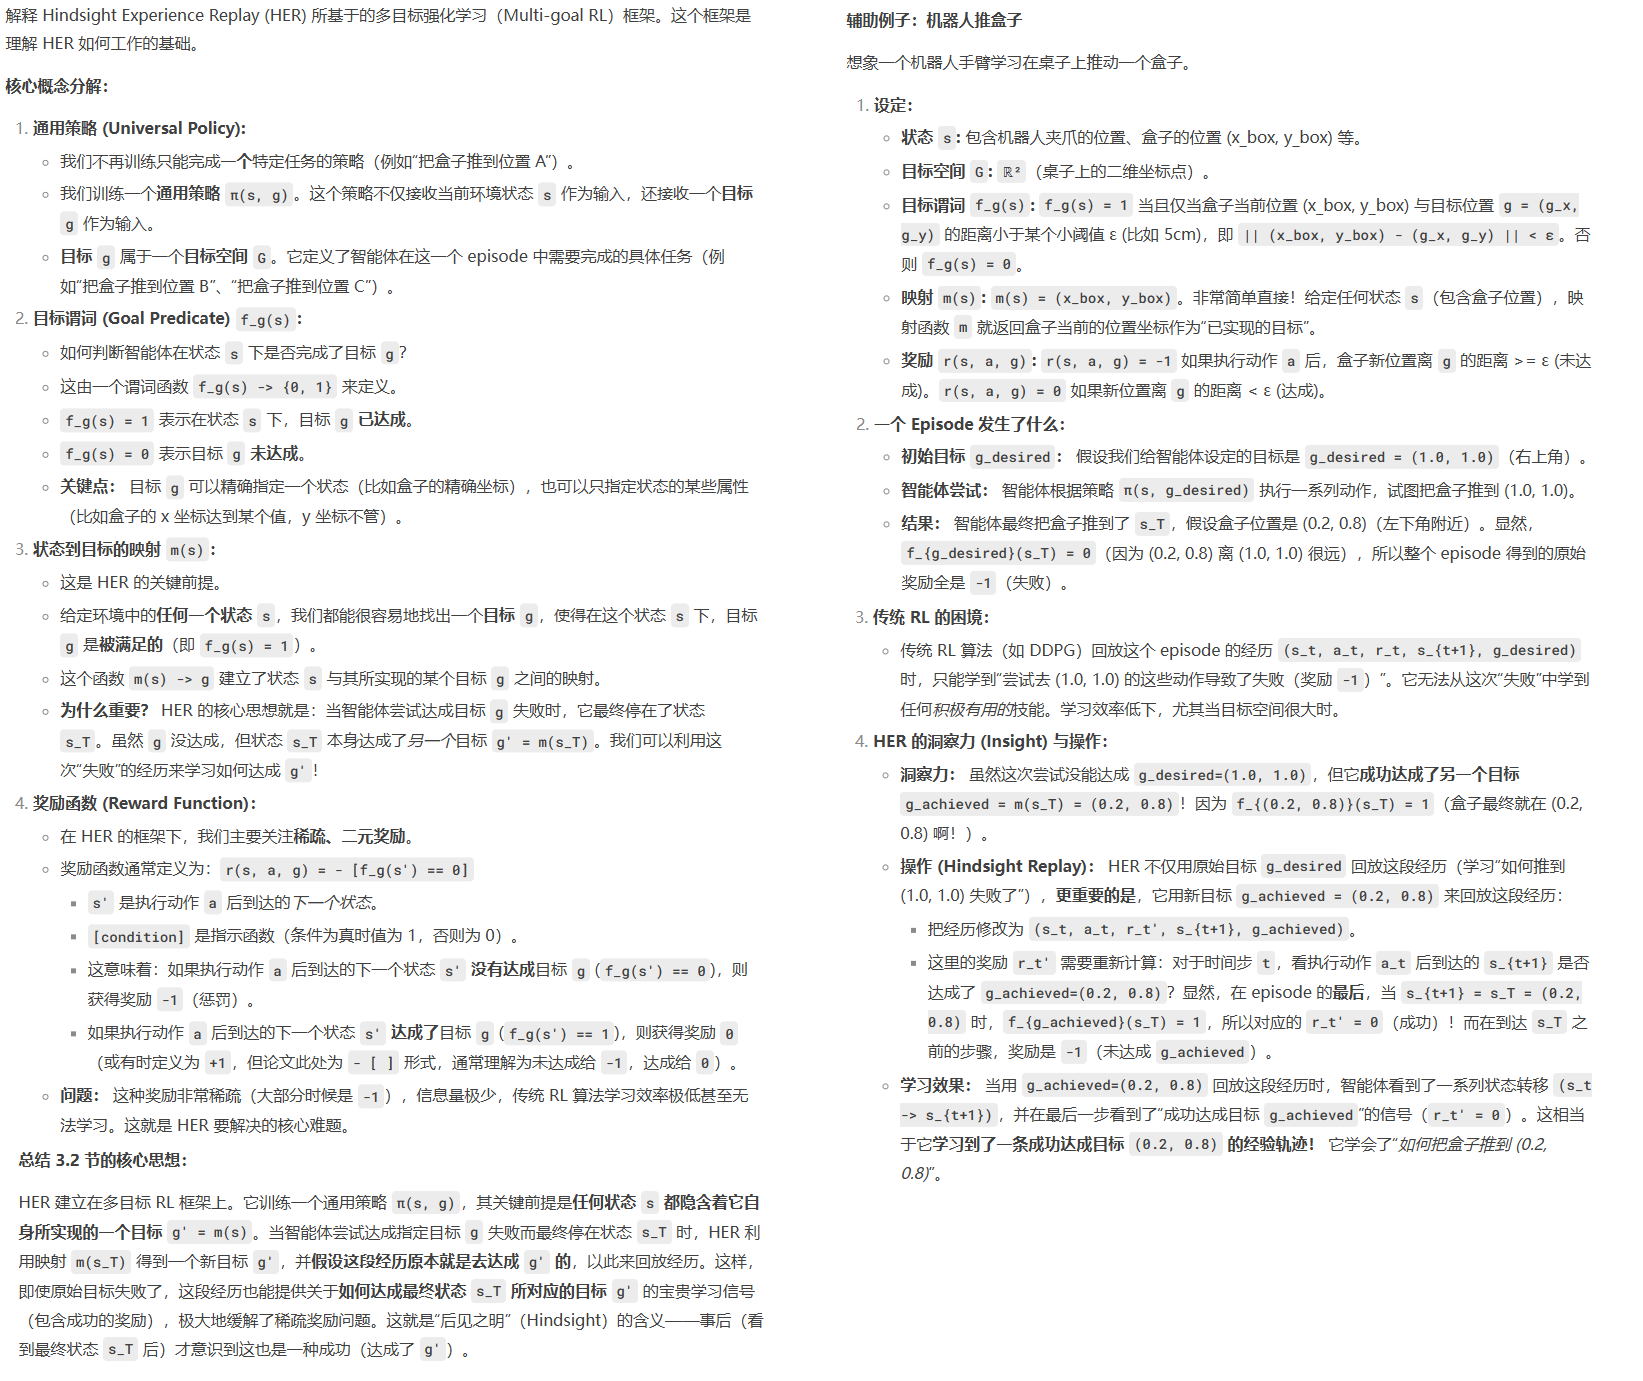 解释 Hindsight Experience Replay (HER) 所基于的多目标强化学习（Multi-goal RL）框架。这个框架是
理解 HER 如何工作的基础。
核心概念分解：
1. 通用策略 (Universal Policy):
我们不再训练只能完成一个特定任务的策略（例如“把盒子推到位置 A”）。
我们训练一个通用策略 π(s, g)。这个策略不仅接收当前环境状态 s 作为输入，还接收一个目标
g 作为输入。
目标 g 属于一个目标空间 G。它定义了智能体在这一个 episode 中需要完成的具体任务（例
如“把盒子推到位置 B”、“把盒子推到位置 C”）。
2. 目标谓词 (Goal Predicate) f_g(s)：
如何判断智能体在状态 s 下是否完成了目标 g？
这由一个谓词函数 f_g(s) -> {0, 1} 来定义。
f_g(s) = 1 表示在状态 s 下，目标 g 已达成。
f_g(s) = 0 表示目标 g 未达成。
关键点： 目标 g 可以精确指定一个状态（比如盒子的精确坐标），也可以只指定状态的某些属性
（比如盒子的 x 坐标达到某个值，y 坐标不管）。
3. 状态到目标的映射 m(s)：
这是 HER 的关键前提。
给定环境中的任何一个状态 s，我们都能很容易地找出一个目标 g，使得在这个状态 s 下，目标
g 是被满足的（即 f_g(s) = 1）。
这个函数 m(s) -> g 建立了状态 s 与其所实现的某个目标 g 之间的映射。
为什么重要？ HER 的核心思想就是：当智能体尝试达成目标 g 失败时，它最终停在了状态
s_T。虽然 g 没达成，但状态 s_T 本身达成了另一个目标 g' = m(s_T)。我们可以利用这
次“失败”的经历来学习如何达成 g'！
4. 奖励函数 (Reward Function)：
在 HER 的框架下，我们主要关注稀疏、二元奖励。
奖励函数通常定义为： r(s, a, g) = - [f_g(s') == 0]
s' 是执行动作 a 后到达的下一个状态。
[condition] 是指示函数（条件为真时值为 1，否则为 0）。
这意味着：如果执行动作 a 后到达的下一个状态 s' 没有达成目标 g（f_g(s') == 0），则
获得奖励 -1（惩罚）。
如果执行动作 a 后到达的下一个状态 s' 达成了目标 g（f_g(s') == 1），则获得奖励 0
（或有时定义为 +1，但论文此处为 - [ ] 形式，通常理解为未达成给 -1，达成给 0）。
问题： 这种奖励非常稀疏（大部分时候是 -1），信息量极少，传统 RL 算法学习效率极低甚至无
法学习。这就是 HER 要解决的核心难题。
总结 3.2 节的核心思想：
HER 建立在多目标 RL 框架上。它训练一个通用策略 π(s, g)，其关键前提是任何状态 s 都隐含着它自
身所实现的一个目标 g' = m(s)。当智能体尝试达成指定目标 g 失败而最终停在状态 s_T 时，HER 利
用映射 m(s_T) 得到一个新目标 g'，并假设这段经历原本就是去达成 g' 的，以此来回放经历。这样，
即使原始目标失败了，这段经历也能提供关于如何达成最终状态 s_T 所对应的目标 g' 的宝贵学习信号
（包含成功的奖励），极大地缓解了稀疏奖励问题。这就是“后见之明”（Hindsight）的含义——事后（看
到最终状态 s_T 后）才意识到这也是一种成功（达成了 g'）。
辅助例子：机器人推盒子
想象一个机器人手臂学习在桌子上推动一个盒子。
1. 设定：
状态 s：包含机器人夹爪的位置、盒子的位置 (x_box, y_box) 等。
目标空间 G：ℝ²（桌子上的二维坐标点）。
目标谓词 f_g(s)：f_g(s) = 1 当且仅当盒子当前位置 (x_box, y_box) 与目标位置 g = (g_x,
g_y) 的距离小于某个小阈值 ε (比如 5cm)，即 || (x_box, y_box) - (g_x, g_y) || < ε。否
则 f_g(s) = 0。
映射 m(s)：m(s) = (x_box, y_box)。非常简单直接！给定任何状态 s（包含盒子位置），映
射函数 m 就返回盒子当前的位置坐标作为“已实现的目标”。
奖励 r(s, a, g)：r(s, a, g) = -1 如果执行动作 a 后，盒子新位置离 g 的距离 >= ε (未达
成)。r(s, a, g) = 0 如果新位置离 g 的距离 < ε (达成)。
2. 一个 Episode 发生了什么：
初始目标 g_desired： 假设我们给智能体设定的目标是 g_desired = (1.0, 1.0)（右上角）。
智能体尝试： 智能体根据策略 π(s, g_desired) 执行一系列动作，试图把盒子推到 (1.0, 1.0)。
结果： 智能体最终把盒子推到了 s_T，假设盒子位置是 (0.2, 0.8)（左下角附近）。显然，
f_{g_desired}(s_T) = 0（因为 (0.2, 0.8) 离 (1.0, 1.0) 很远），所以整个 episode 得到的原始
奖励全是 -1（失败）。
3. 传统 RL 的困境：
传统 RL 算法（如 DDPG）回放这个 episode 的经历 (s_t, a_t, r_t, s_{t+1}, g_desired)
时，只能学到“尝试去 (1.0, 1.0) 的这些动作导致了失败（奖励 -1）”。它无法从这次“失败”中学到
任何积极有用的技能。学习效率低下，尤其当目标空间很大时。
4. HER 的洞察力 (Insight) 与操作：
洞察力： 虽然这次尝试没能达成 g_desired=(1.0, 1.0)，但它成功达成了另一个目标
g_achieved = m(s_T) = (0.2, 0.8)！因为 f_{(0.2, 0.8)}(s_T) = 1（盒子最终就在 (0.2,
0.8) 啊！）。
操作 (Hindsight Replay)： HER 不仅用原始目标 g_desired 回放这段经历（学习“如何推到
(1.0, 1.0) 失败了”），更重要的是，它用新目标 g_achieved = (0.2, 0.8) 来回放这段经历：
把经历修改为 (s_t, a_t, r_t', s_{t+1}, g_achieved)。
这里的奖励 r_t' 需要重新计算：对于时间步 t，看执行动作 a_t 后到达的 s_{t+1} 是否
达成了 g_achieved=(0.2, 0.8)？显然，在 episode 的最后，当 s_{t+1} = s_T = (0.2,
0.8) 时，f_{g_achieved}(s_T) = 1，所以对应的 r_t' = 0（成功）！而在到达 s_T 之
前的步骤，奖励是 -1（未达成 g_achieved）。
学习效果： 当用 g_achieved=(0.2, 0.8) 回放这段经历时，智能体看到了一系列状态转移 (s_t
-> s_{t+1})，并在最后一步看到了“成功达成目标 g_achieved”的信号（r_t' = 0）。这相当
于它学习到了一条成功达成目标 (0.2, 0.8) 的经验轨迹！ 它学会了“如何把盒子推到 (0.2,
0.8)”。